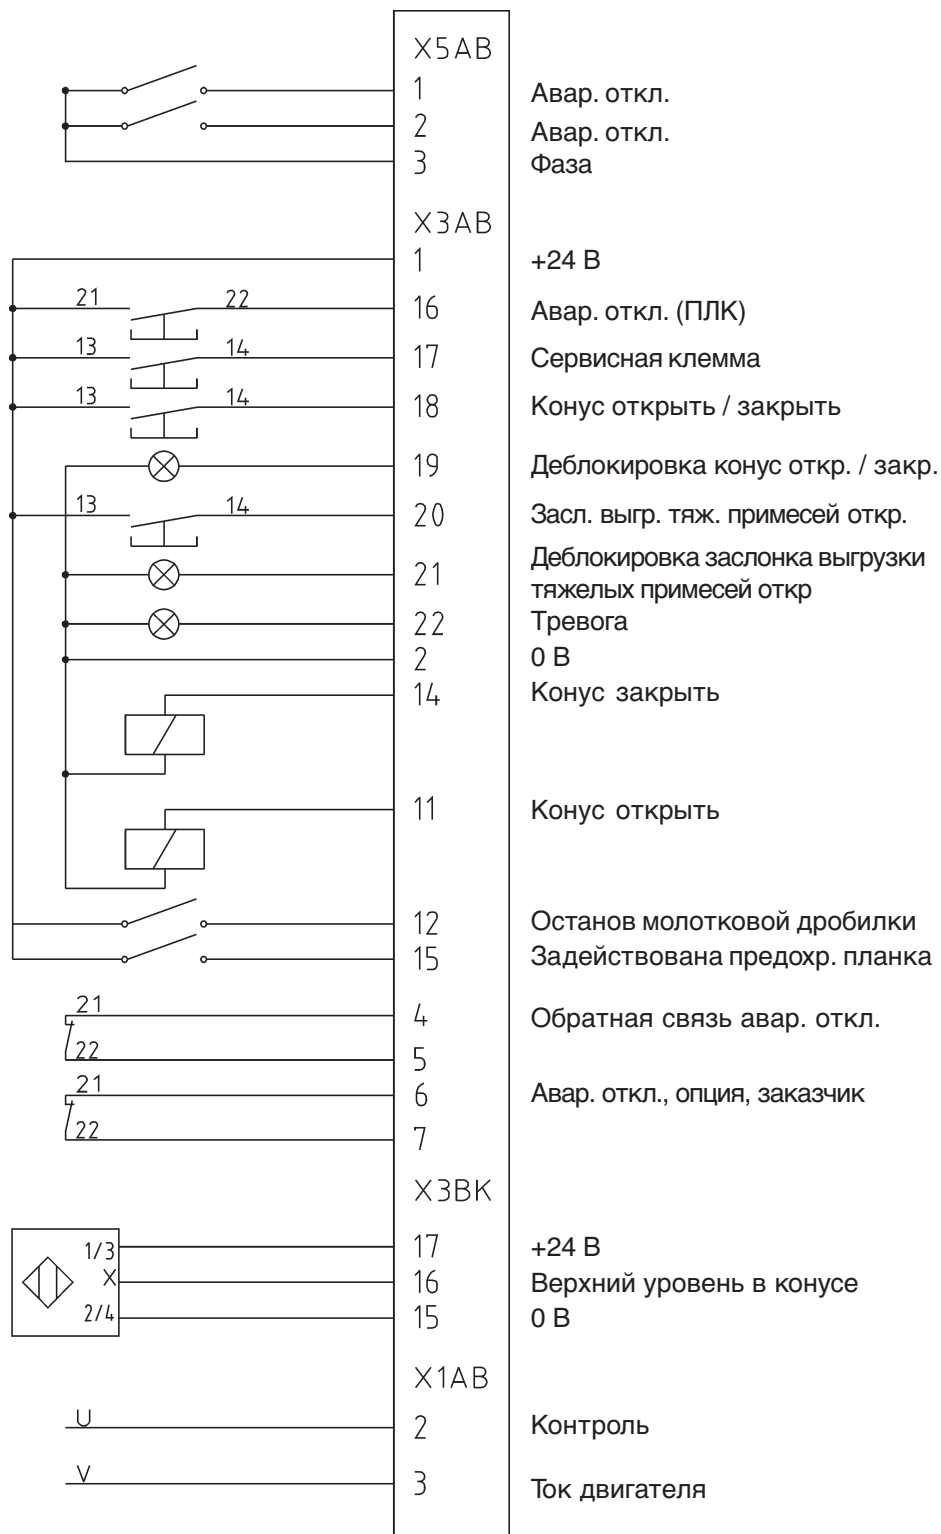 X5AB
1 Авар. откл.
2 Авар. откл.
3 Фаза
X3AB
1 +24 В
21 22 16 Авар. откл. (ПЛК)
13 14 17 Сервисная клемма
13 14 18 Конус открыть / закрыть
19 Деблокировка конус откр. / закр.
13 14 20 Засл. выгр. тяж. примесей откр.
21 Деблокировка заслонка выгрузки
тяжелых примесей откр
22 Тревога
2 0 В
14 Конус закрыть
11 Конус открыть
12 Останов молотковой дробилки
15 Задействована предохр. планка
21 4 Обратная связь авар. откл.
22 5
21 6 Авар. откл., опция, заказчик
22 7
X3BK
1/3 17 +24 В
X 16 Верхний уровень в конусе
2/4 15 0 В
X1AB
U 2 Контроль
V 3 Ток двигателя